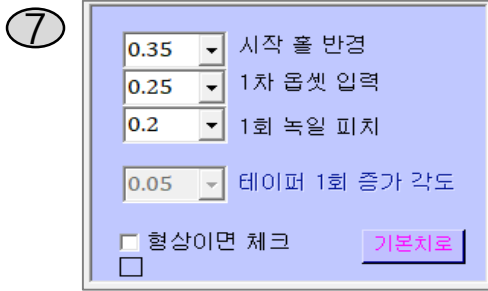 7
0.35 시작 홀 반경
0.25 1차 옵셋 입력
0.2 1회 녹일 피치
0.05 테이퍼 1회 증가 각도
형상이면 체크 기본치로